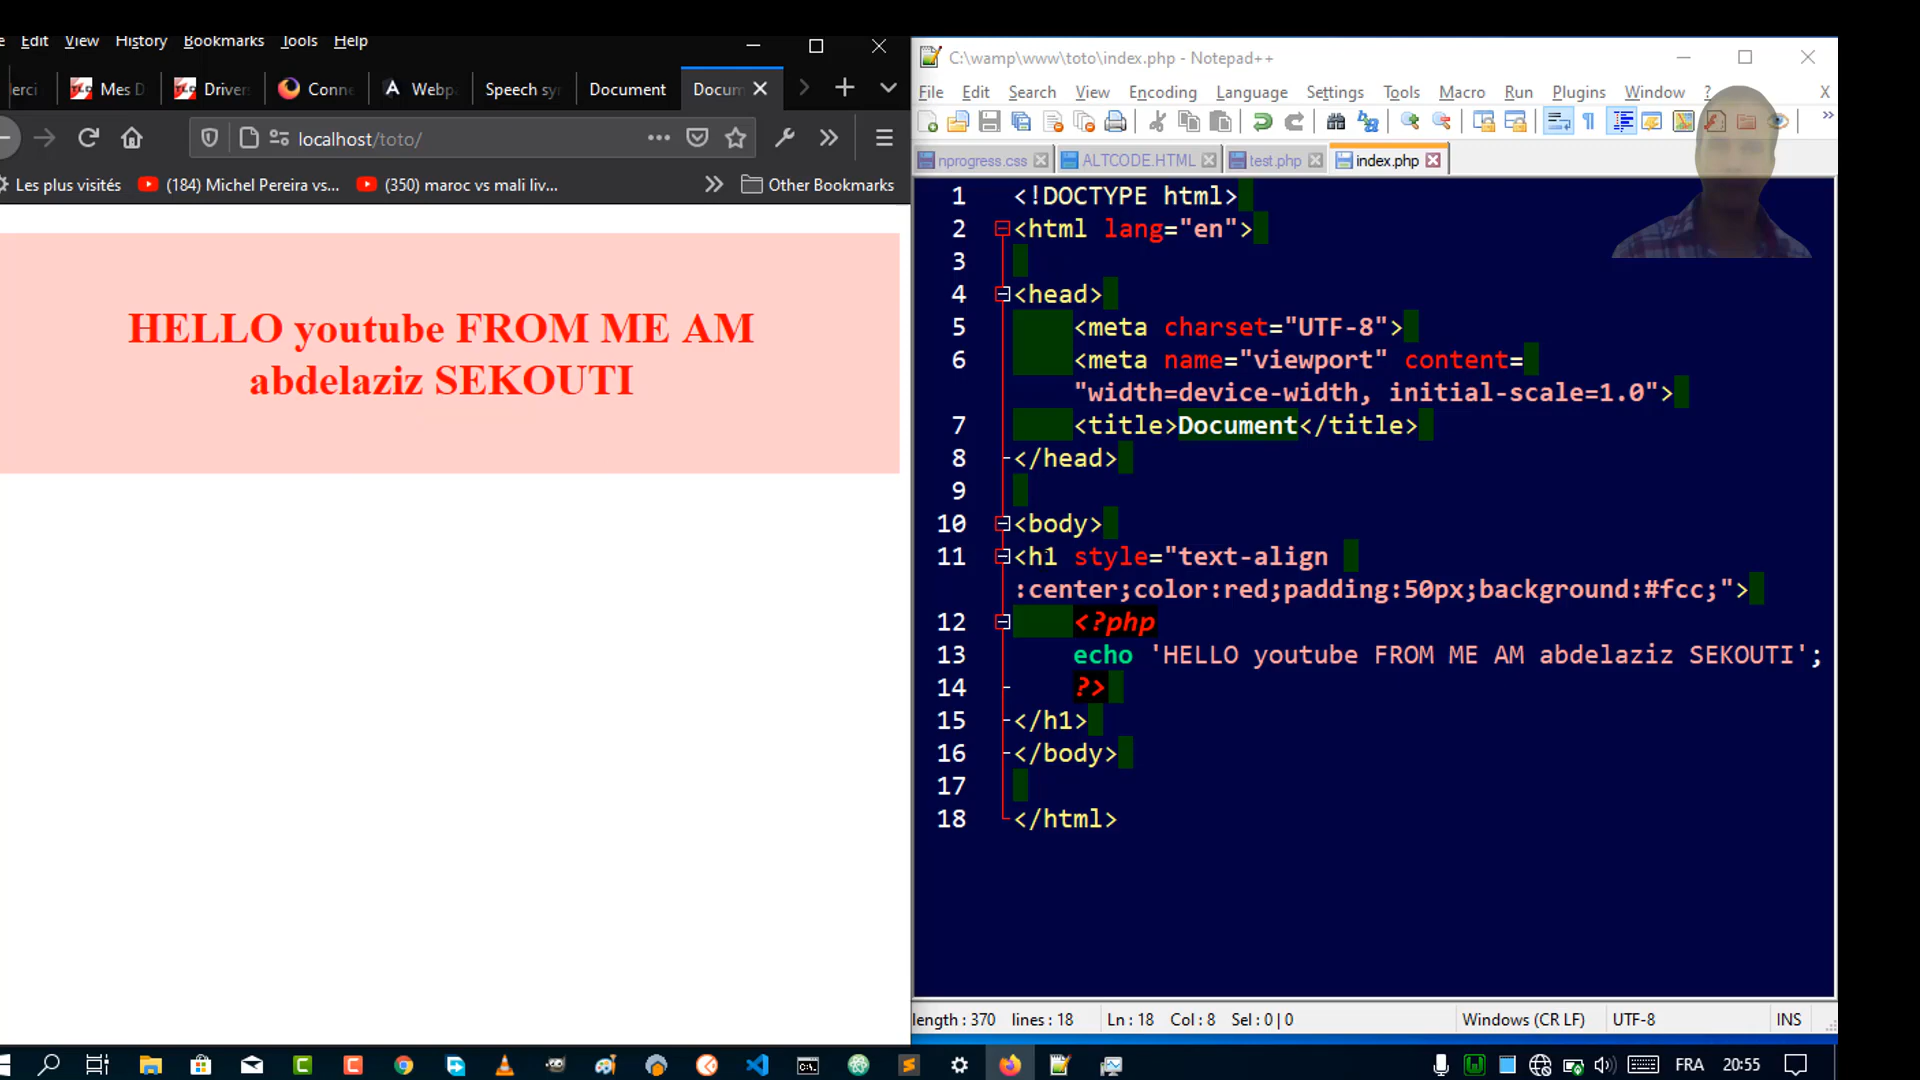 Edit View History Bookmarks Tools Help
erci Mes D Driver Conne Webp Speech sy Document Docum
localhost/toto/
Les plus visités (184) Michel Pereira vs... (350) maroc vs mali liv... Other Bookmarks
HELLO youtube FROM ME AM
abdelaziz SEKOUTI
C:\wamp\www\toto\index.php - Notepad++
File Edit Search View Encoding Language Settings Tools Macro Run Plugins Window ? X
nprogress.css ALTCODE.HTML test.php index.php
1 <!DOCTYPE html>
2 <html lang="en">
3
4 <head>
5 <meta charset="UTF-8">
6 <meta name="viewport" content=
"width=device-width, initial-scale=1.0">
7 <title>Document</title>
8 </head>
9
10 <body>
11 <h1 style="text-align
:center;color:red;padding:50px;background:#fcc;">
12 <?php
13 echo 'HELLO youtube FROM ME AM abdelaziz SEKOUTI';
14 ?>
15 </h1>
16 </body>
17
18 </html>
length : 370 lines : 18 Ln : 18 Col : 8 Sel : 0 | 0 Windows (CR LF) UTF-8 INS
FRA 20:55